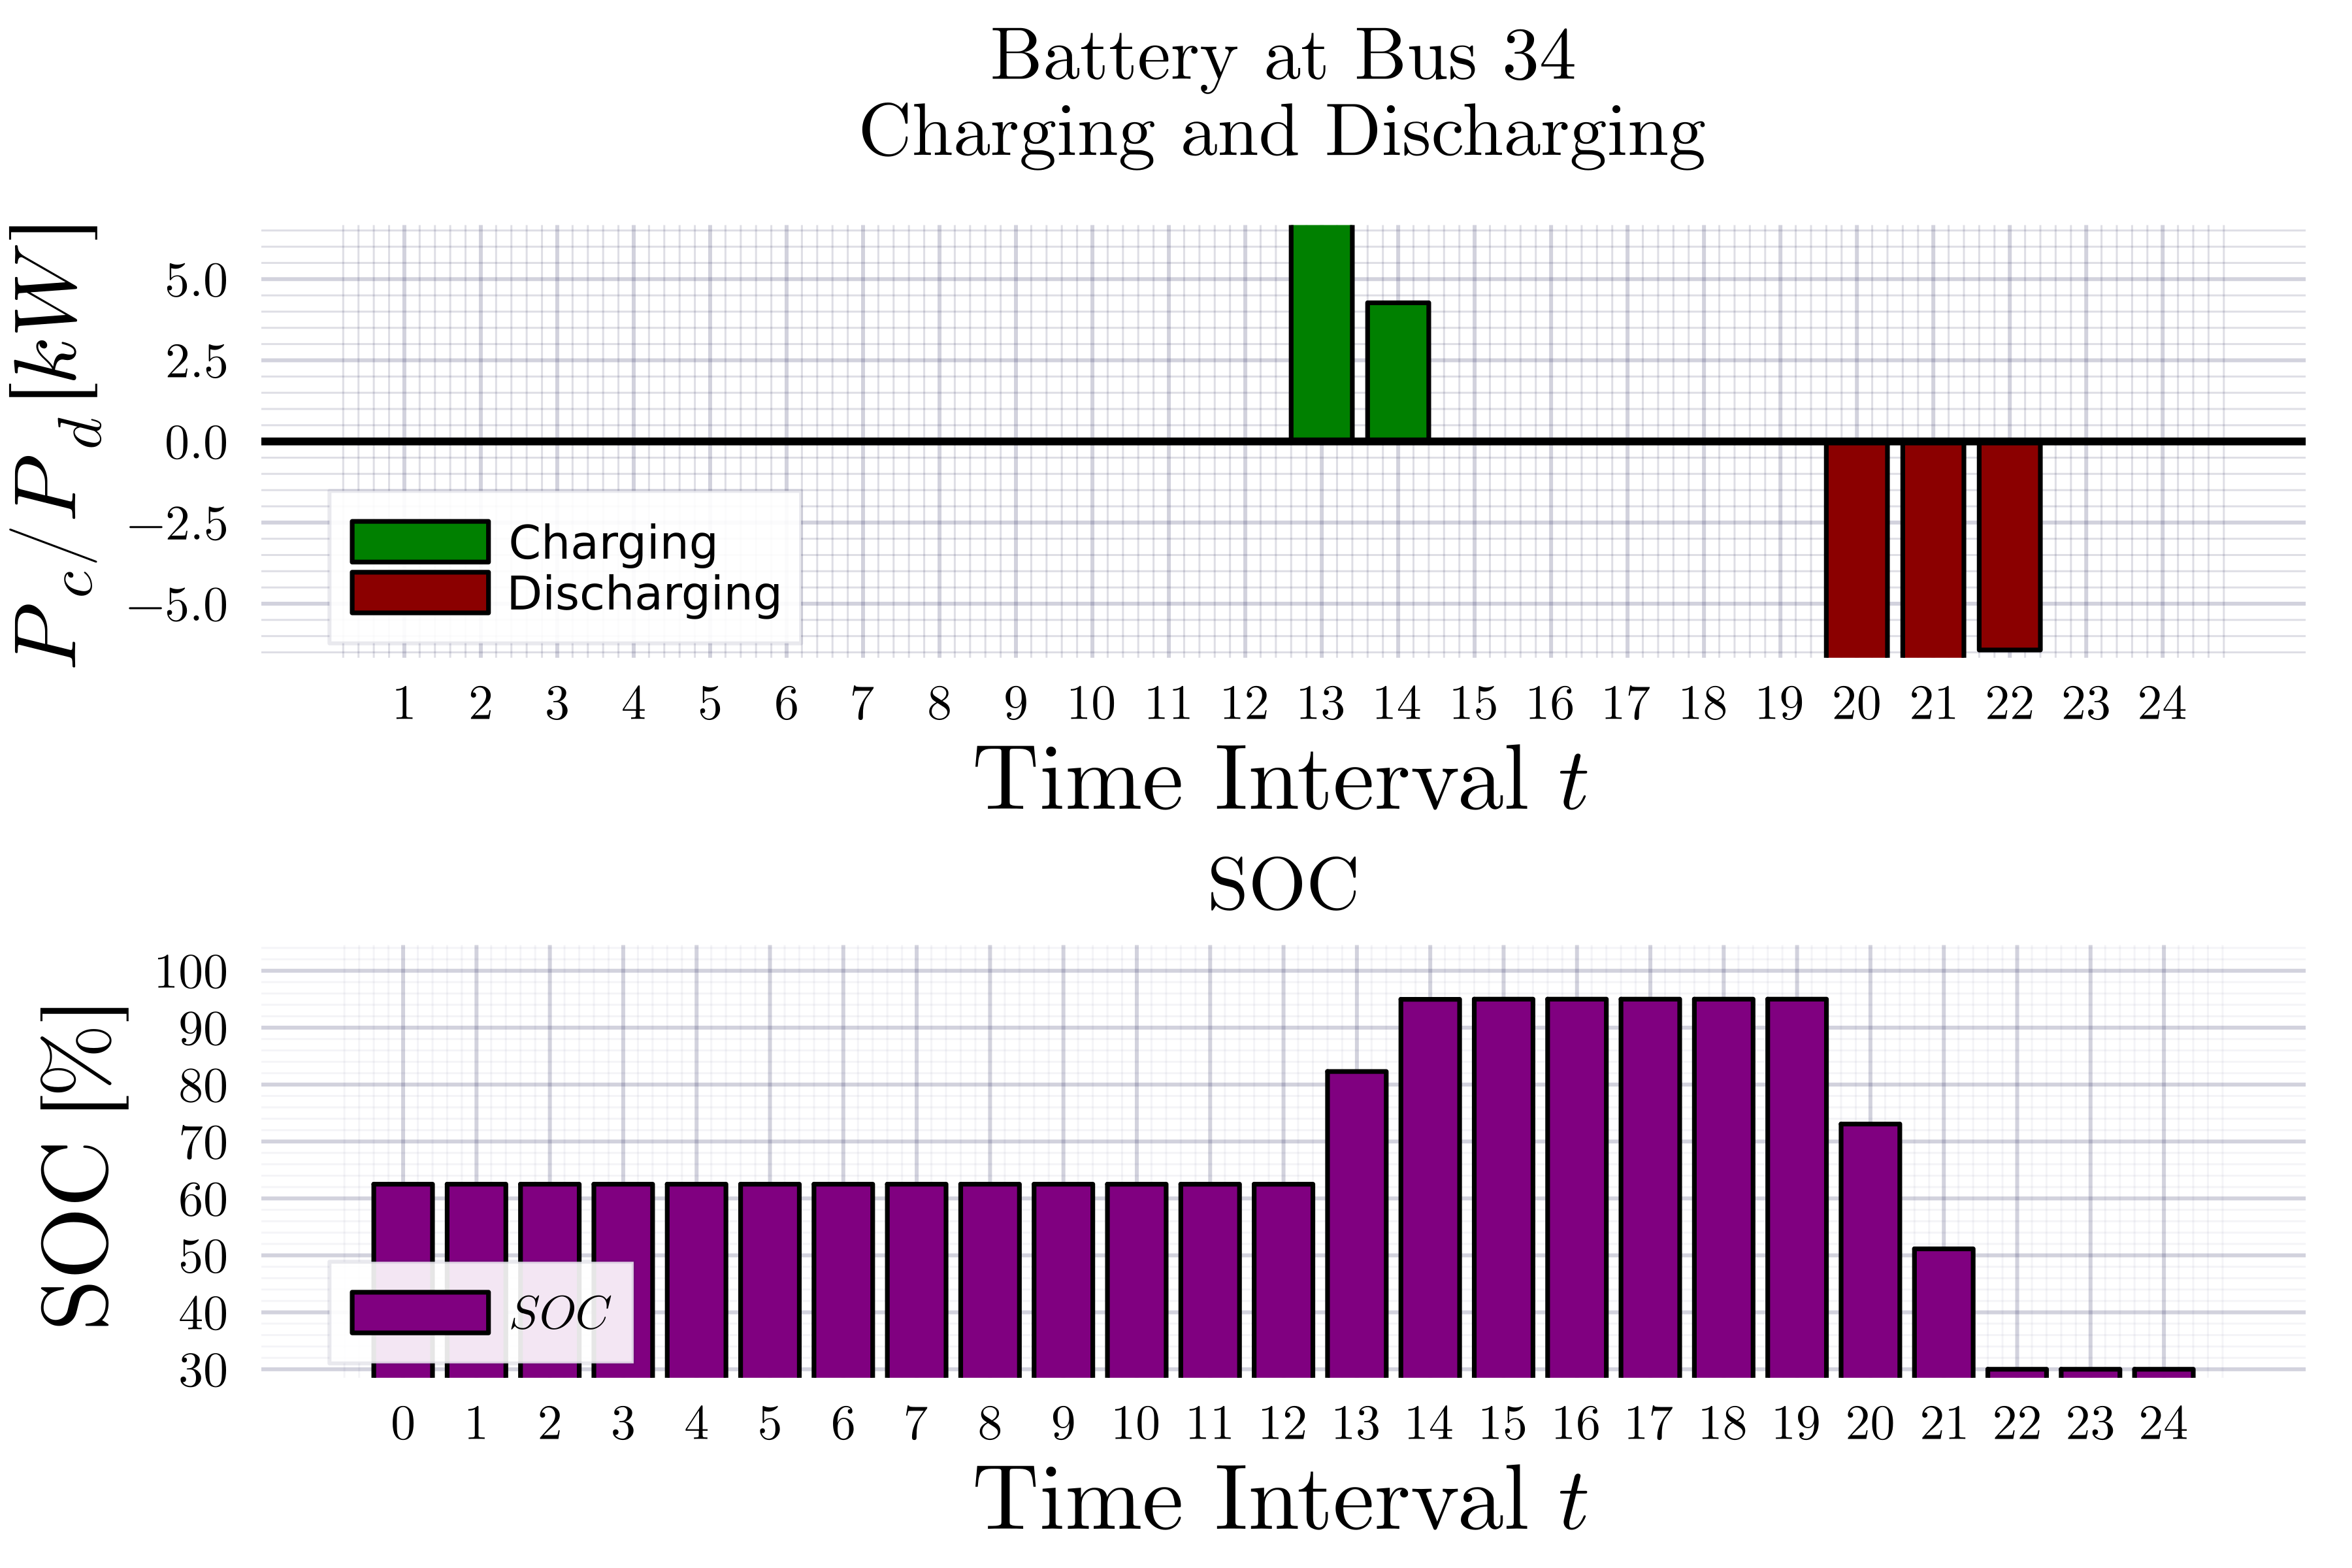 Battery at Bus 34
Charging and Discharging
P_c/P_d [kW]
5.0
2.5
0.0
−2.5
−5.0
Charging
Discharging
1 2 3 4 5 6 7 8 9 10 11 12 13 14 15 16 17 18 19 20 21 22 23 24
Time Interval t
SOC
SOC [%]
100
90
80
70
60
50
40
30
SOC
0 1 2 3 4 5 6 7 8 9 10 11 12 13 14 15 16 17 18 19 20 21 22 23 24
Time Interval t